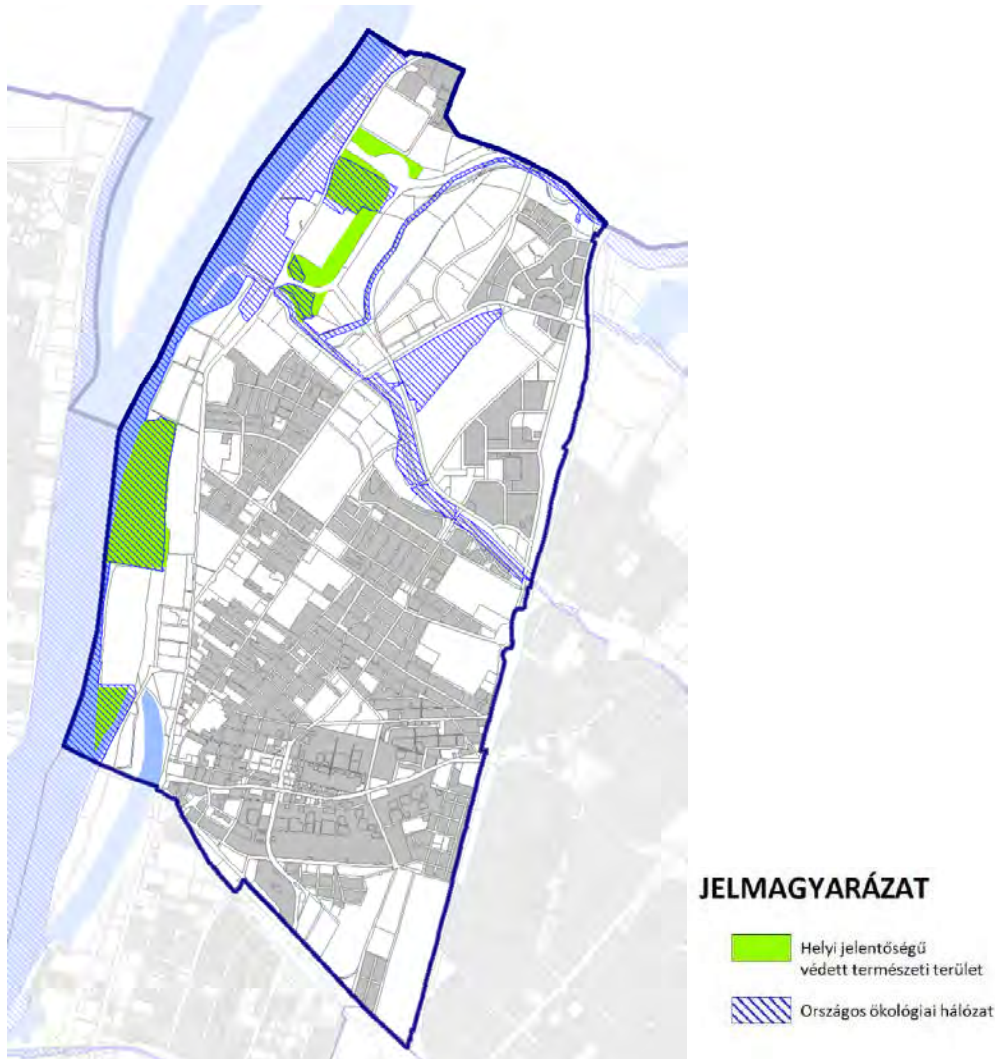 JELMAGYARÁZAT
Helyi jelentőségű
védett természeti terület
Országos ökológiai hálózat